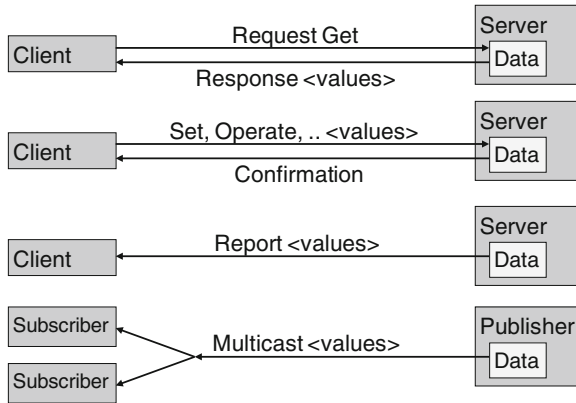 Client
Request Get
Response <values>
Server
Data
Client
Set, Operate, .. <values>
Confirmation
Server
Data
Client
Report <values>
Server
Data
Subscriber
Subscriber
Multicast <values>
Publisher
Data